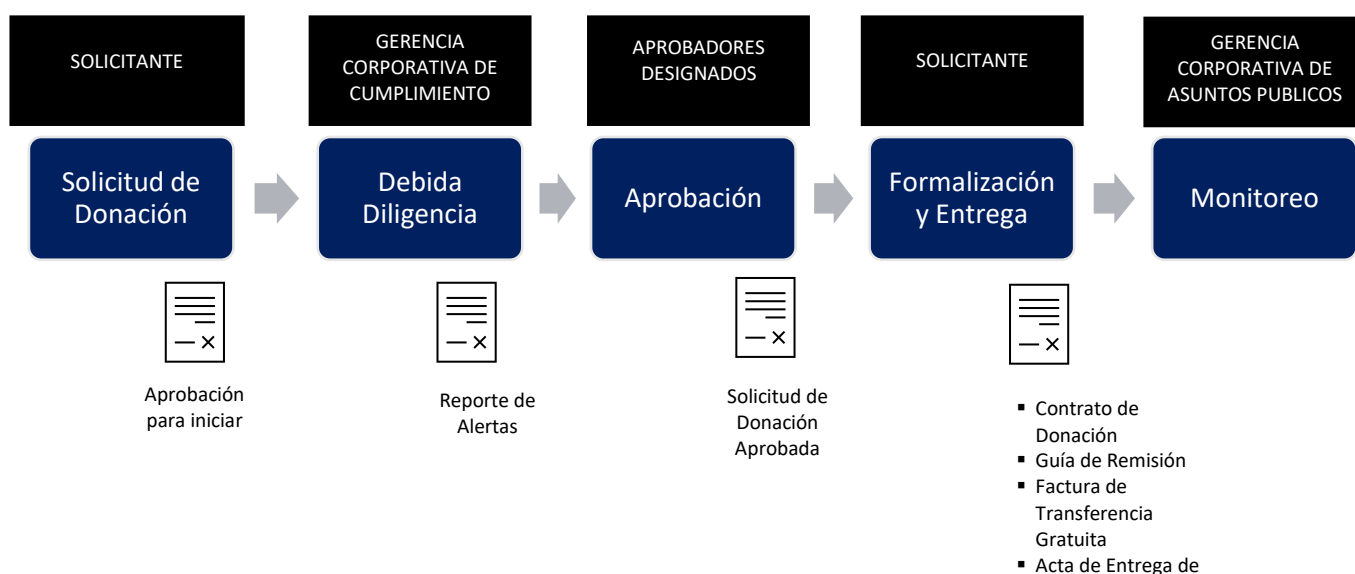 SOLICITANTE
GERENCIA
CORPORATIVA DE
CUMPLIMIENTO
APROBADORES
DESIGNADOS
SOLICITANTE
GERENCIA
CORPORATIVA DE
ASUNTOS PUBLICOS
Solicitud de
Donación
Debida
Diligencia
Aprobación
Formalización
y Entrega
Monitoreo
Aprobación
para iniciar
Reporte de
Alertas
Solicitud de
Donación
Aprobada
▪ Contrato de
Donación
▪ Guía de Remisión
▪ Factura de
Transferencia
Gratuita
▪ Acta de Entrega de